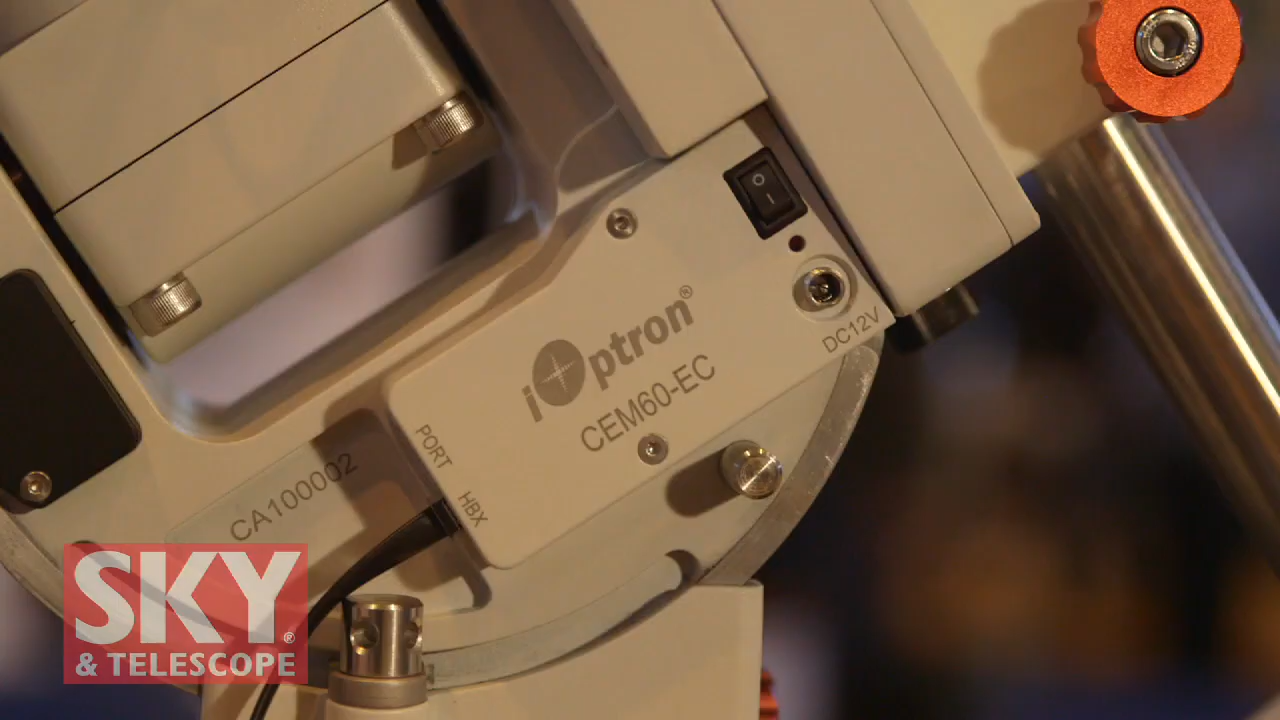 iOptron®
CEM60-EC
DC12V
PORT
HBX
CA100002
SKY®
& TELESCOPE